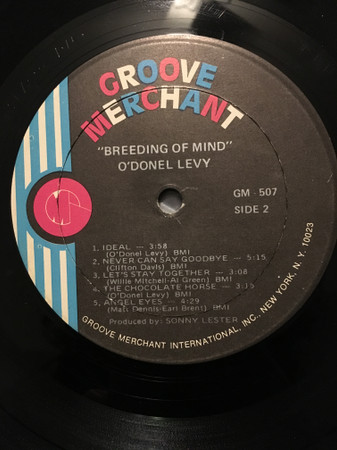 GROOVE
MERCHANT
"BREEDING OF MIND"
O'DONEL LEVY
GM - 507
SIDE 2
1. IDEAL --- 3:58
(O'Donel Levy) BMI
2. NEVER CAN SAY GOODBYE -- 5:15
(Clifton Davis) BMI
3. LET'S STAY TOGETHER --- 3:08
(Willie Mitchell-Al Green) BMI
4. THE CHOCOLATE HORSE --- 3:15
(O'Donel Levy) BMI
5. ANGEL EYES --- 4:29
(Matt Dennis-Earl Brent) BMI
Produced by: SONNY LESTER
GROOVE MERCHANT INTERNATIONAL, INC., NEW YORK, N. Y. 10023